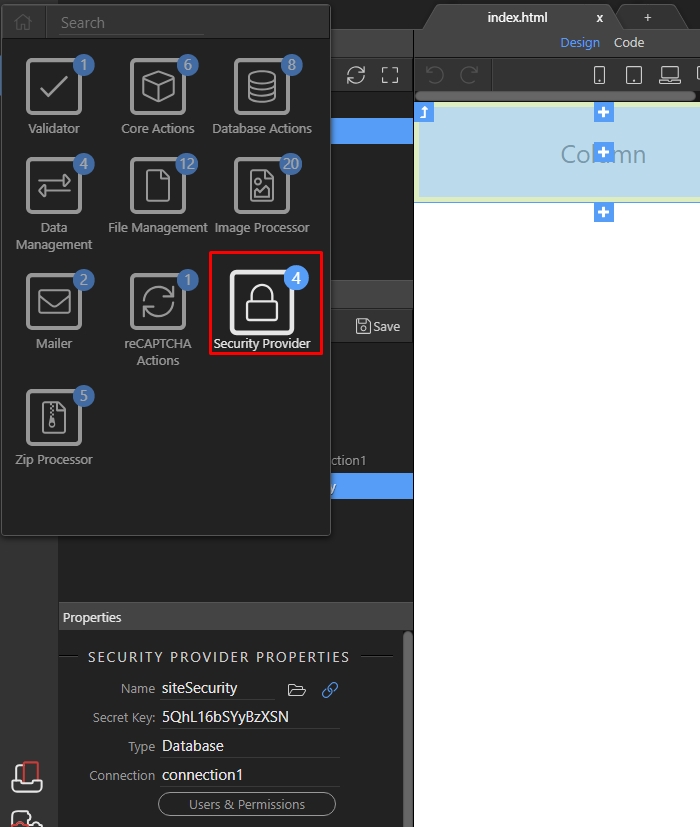 Search
index.html x +
Design Code
1 6 8
Validator Core Actions Database Actions
4 12 20
Data Management File Management Image Processor
2 1 4
Mailer reCAPTCHA Actions Security Provider
5
Zip Processor
Column
Save
ction1
y
Properties
SECURITY PROVIDER PROPERTIES
Name siteSecurity
Secret Key: 5QhL16bSYyBzXSN
Type Database
Connection connection1
Users & Permissions